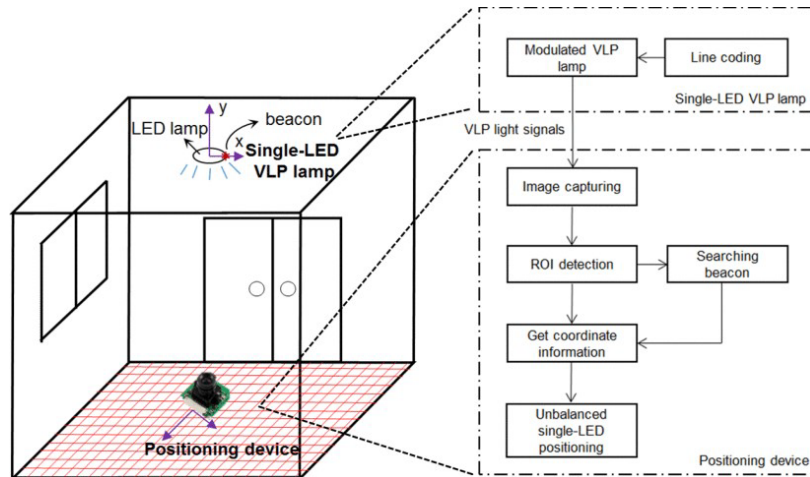 y
beacon
LED lamp
x
Single-LED
VLP lamp
Positioning device
Modulated VLP
lamp
Line coding
Single-LED VLP lamp
VLP light signals
Image capturing
ROI detection
Searching
beacon
Get coordinate
information
Unbalanced
single-LED
positioning
Positioning device